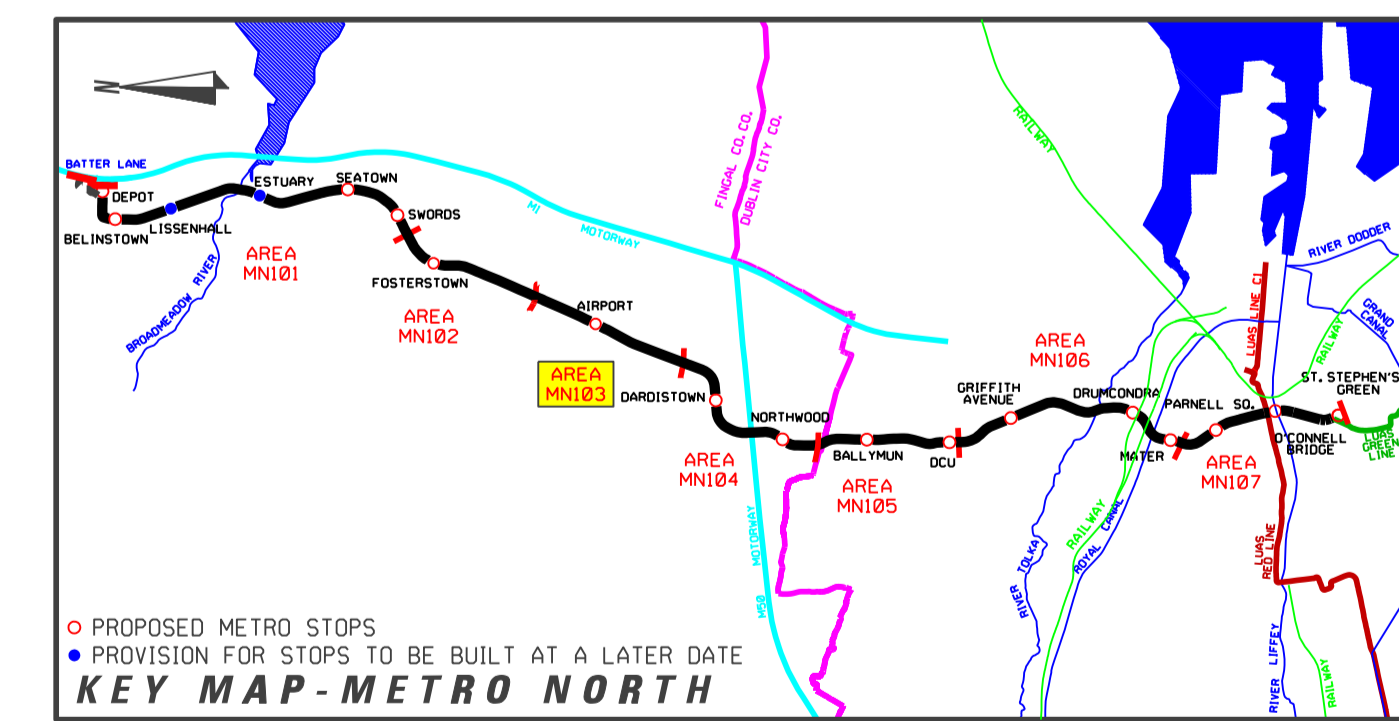 N
BATTER LANE
DEPOT
BELINSTOWN
LISSENHALL
ESTUARY
SEATOWN
SWORDS
FOSTERSTOWN
AREA
MN101
AREA
MN102
BROADMEADOW RIVER
M1
MOTORWAY
FINGAL CO. CO.
DUBLIN CITY CO.
AIRPORT
AREA
MN103
DARDISTOWN
NORTHWOOD
AREA
MN104
BALLYMUN
AREA
MN105
DCU
GRIFFITH
AVENUE
AREA
MN106
DRUMCONDRA
MATER
PARNELL SQ.
AREA
MN107
O'CONNELL
BRIDGE
ST. STEPHEN'S
GREEN
LUAS
GREEN
LINE
RAILWAY
LUAS LINE C1
RIVER DODDER
GRAND
CANAL
RAILWAY
MOTORWAY
M50
RIVER TOLKA
RAILWAY
ROYAL CANAL
LUAS
RED LINE
RIVER LIFFEY
RAILWAY
PROPOSED METRO STOPS
PROVISION FOR STOPS TO BE BUILT AT A LATER DATE
KEY MAP-METRO NORTH